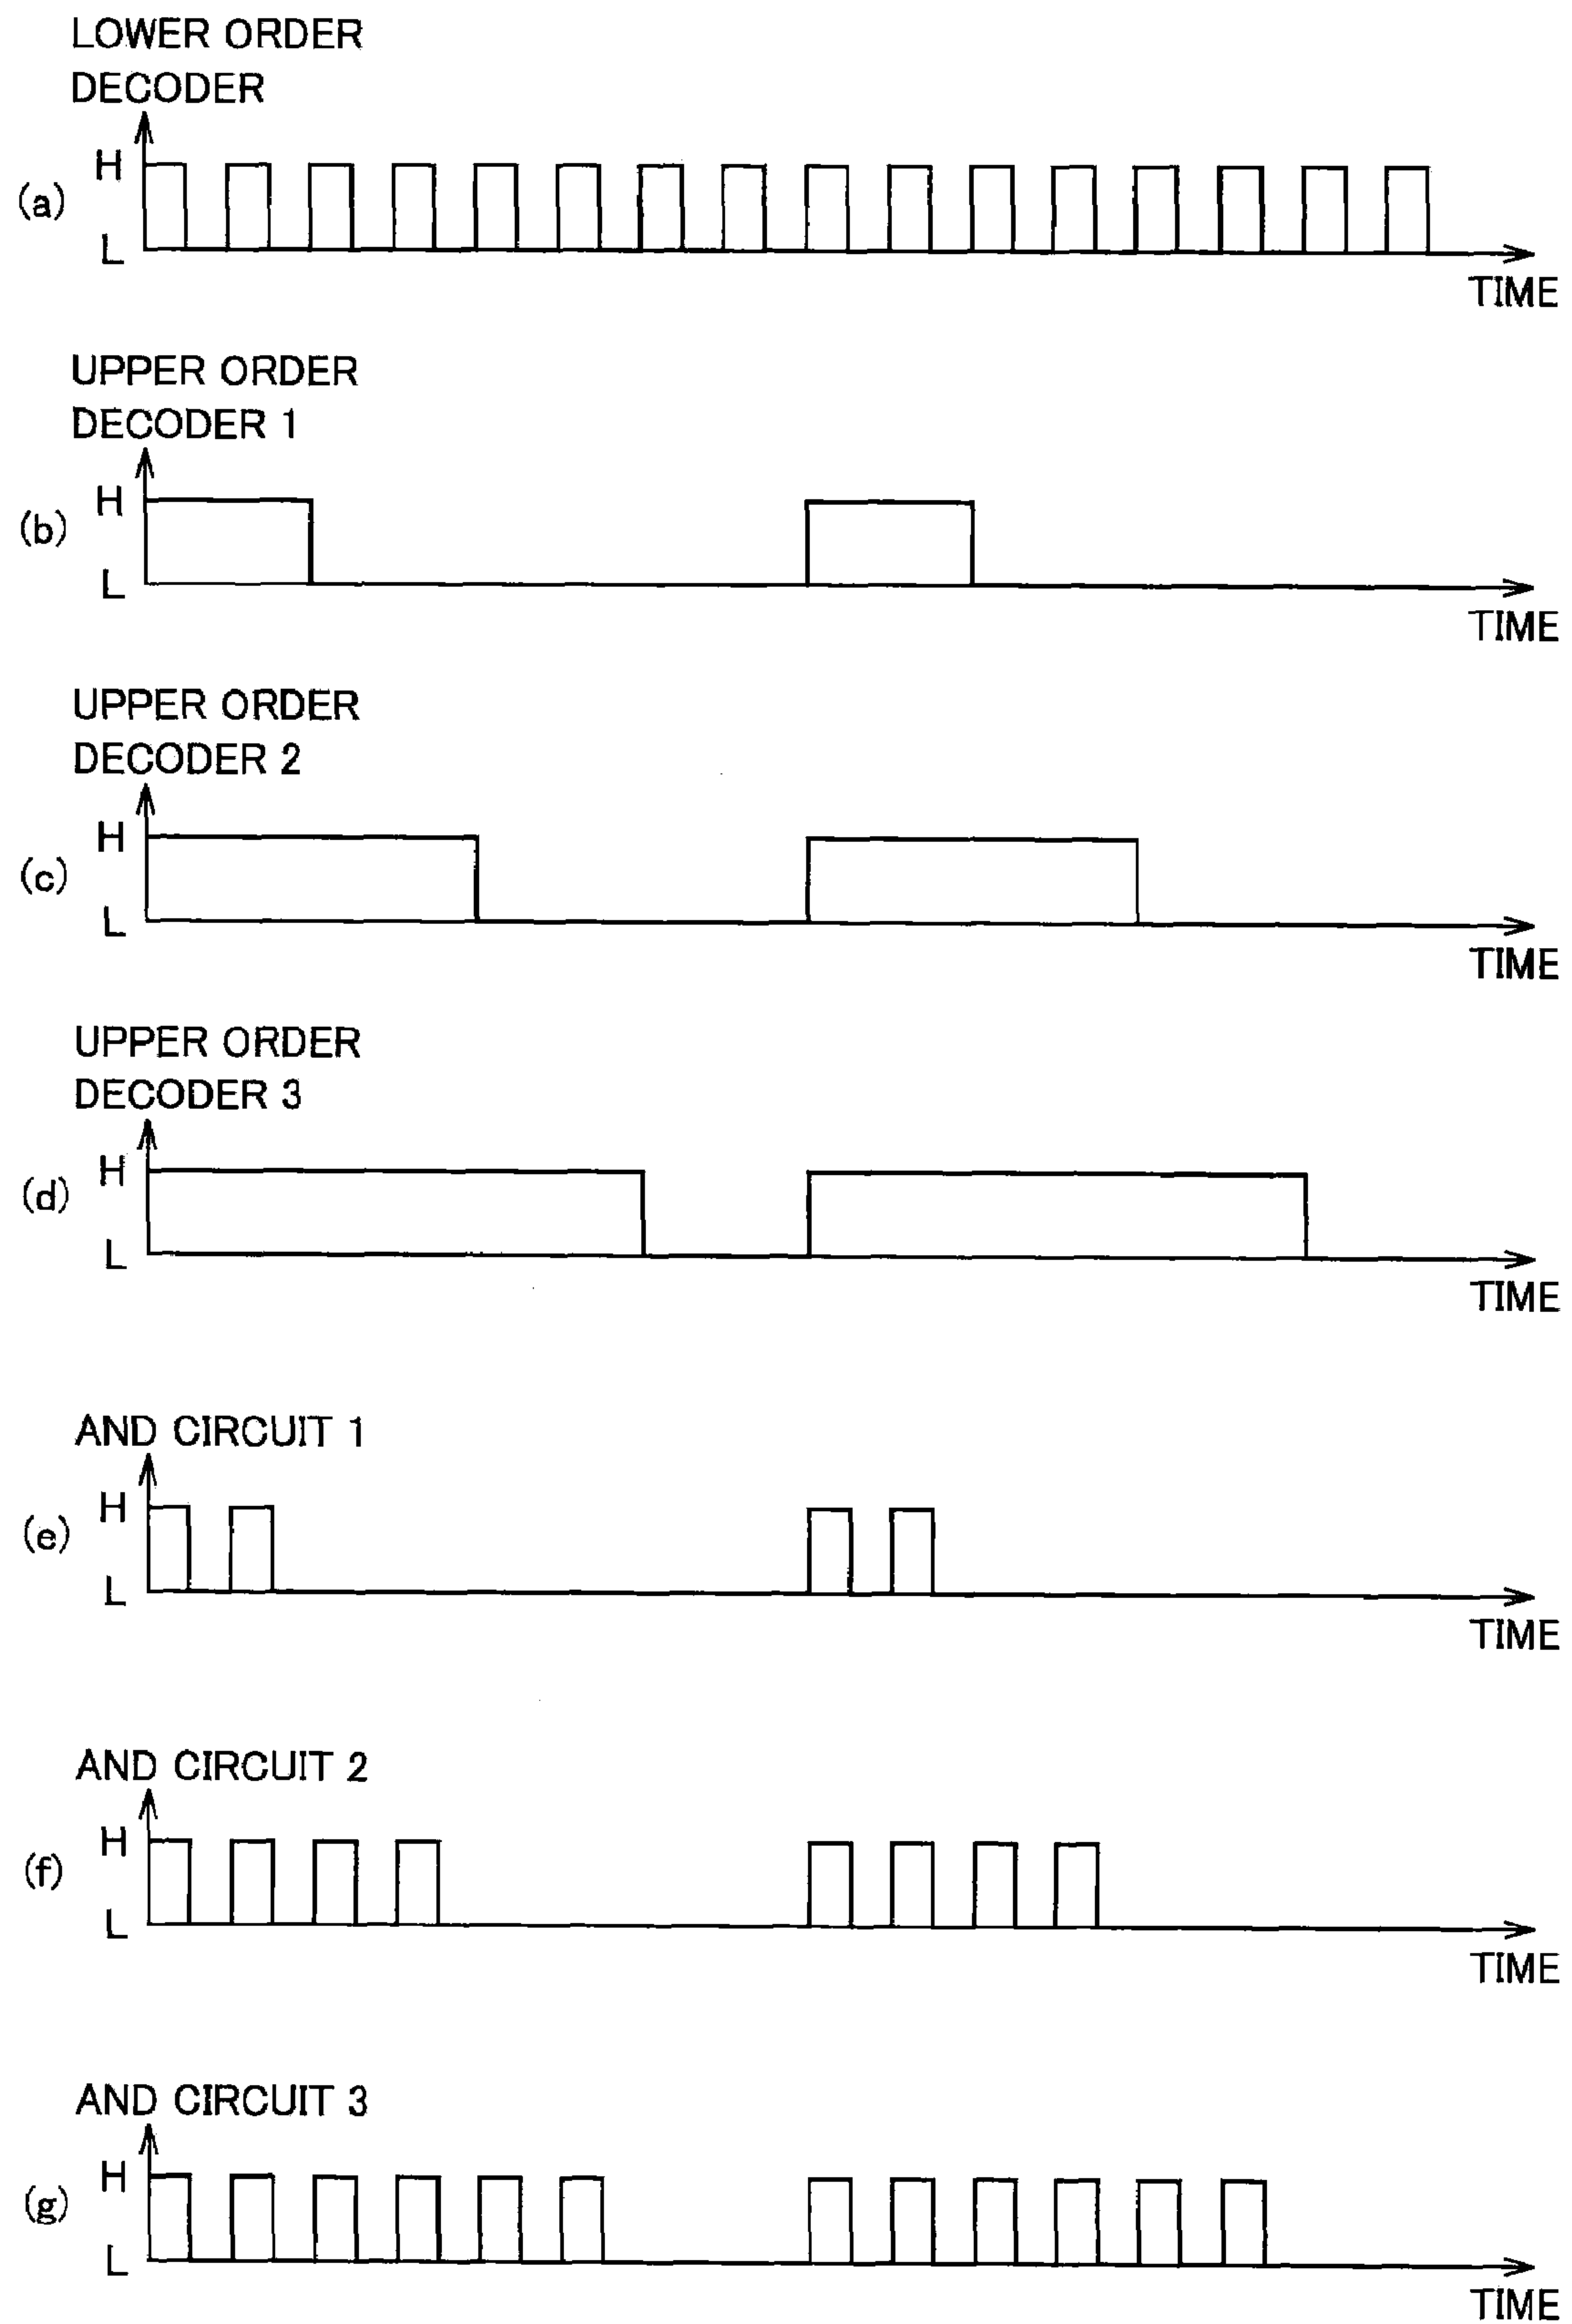 LOWER ORDER
DECODER
H
(a)
L
TIME
UPPER ORDER
DECODER 1
H
(b)
L
TIME
UPPER ORDER
DECODER 2
H
(c)
L
TIME
UPPER ORDER
DECODER 3
H
(d)
L
TIME
AND CIRCUIT 1
H
(e)
L
TIME
AND CIRCUIT 2
H
(f)
L
TIME
AND CIRCUIT 3
H
(g)
L
TIME